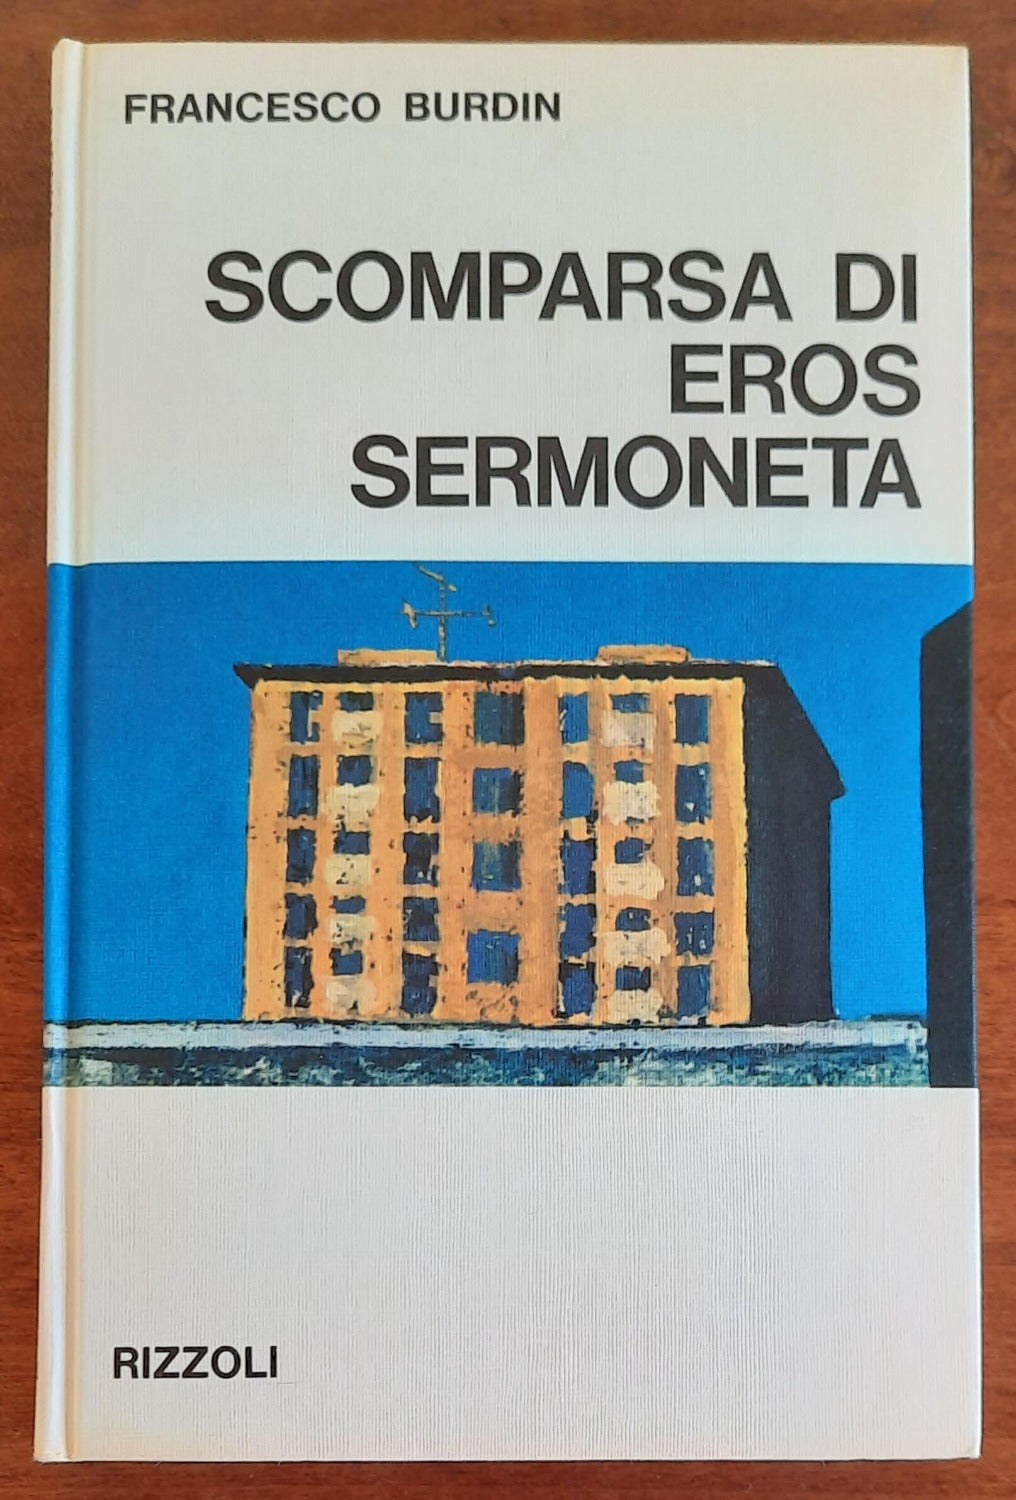 FRANCESCO BURDIN
SCOMPARSA DI
EROS
SERMONETA
RIZZOLI